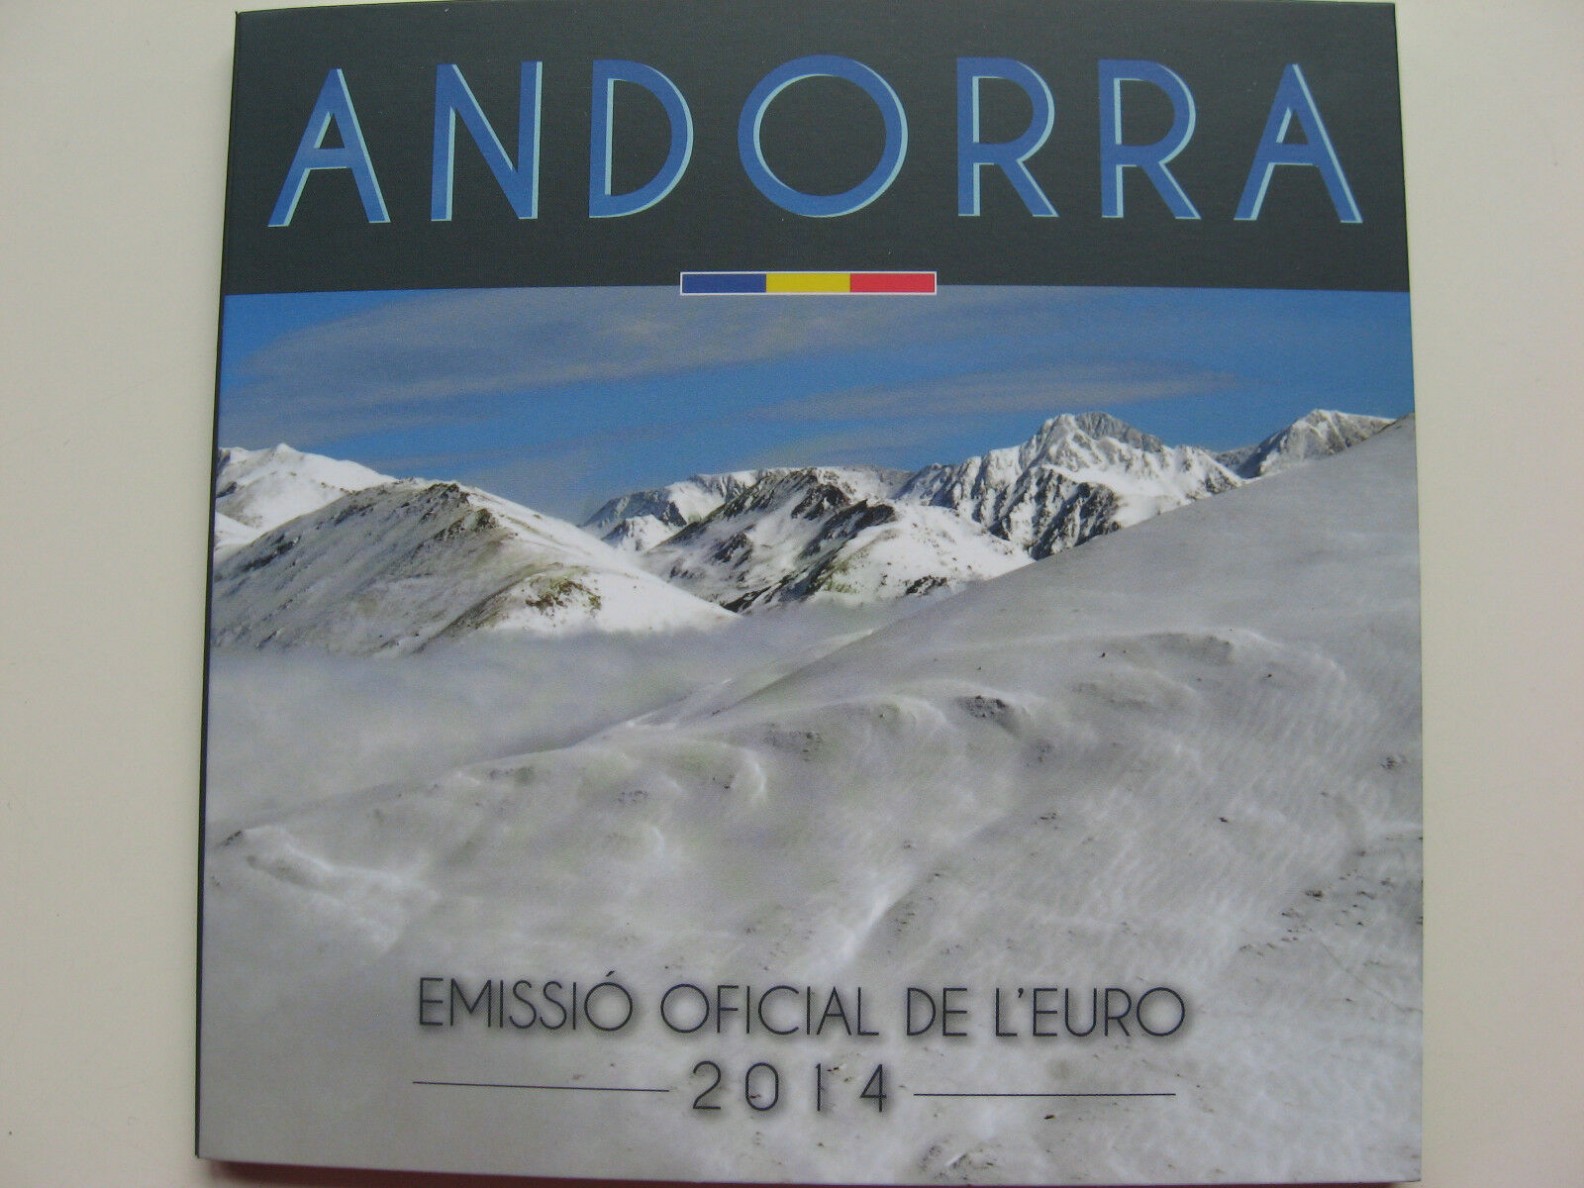 ANDORRA
EMISSIÓ OFICIAL DE L'EURO
2014